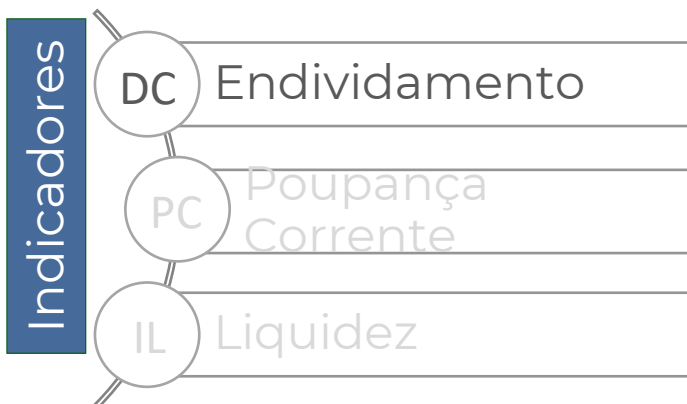 Indicadores
DC Endividamento
PC Poupança
Corrente
IL Liquidez